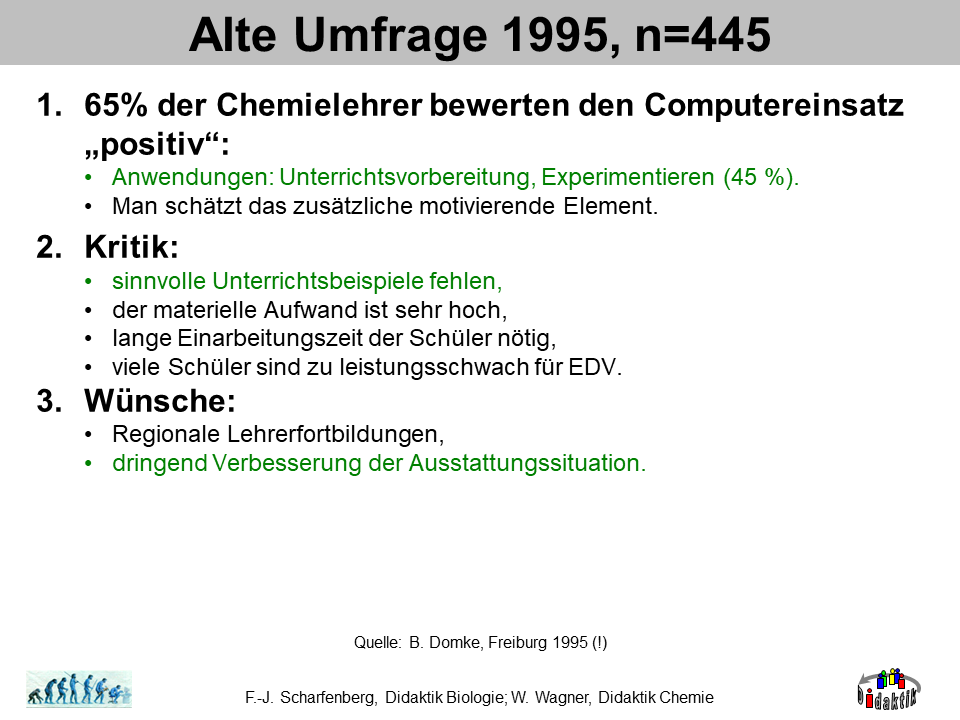 Alte Umfrage 1995, n=445
1. 65% der Chemielehrer bewerten den Computereinsatz
„positiv“:
• Anwendungen: Unterrichtsvorbereitung, Experimentieren (45 %).
• Man schätzt das zusätzliche motivierende Element.
2. Kritik:
• sinnvolle Unterrichtsbeispiele fehlen,
• der materielle Aufwand ist sehr hoch,
• lange Einarbeitungszeit der Schüler nötig,
• viele Schüler sind zu leistungsschwach für EDV.
3. Wünsche:
• Regionale Lehrerfortbildungen,
• dringend Verbesserung der Ausstattungssituation.
Quelle: B. Domke, Freiburg 1995 (!)
F.-J. Scharfenberg, Didaktik Biologie; W. Wagner, Didaktik Chemie
Didaktik